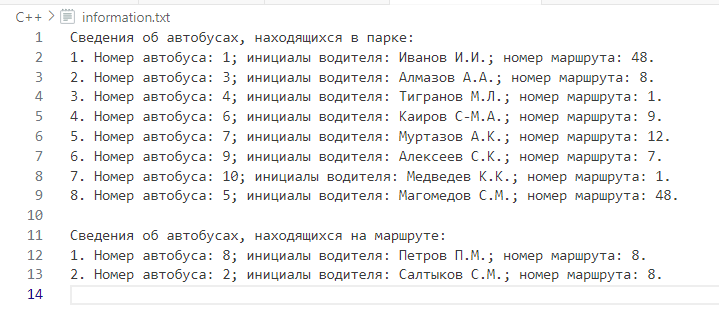 C++ > information.txt
1 Сведения об автобусах, находящихся в парке:
2 1. Номер автобуса: 1; инициалы водителя: Иванов И.И.; номер маршрута: 48.
3 2. Номер автобуса: 3; инициалы водителя: Алмазов А.А.; номер маршрута: 8.
4 3. Номер автобуса: 4; инициалы водителя: Тигранов М.Л.; номер маршрута: 1.
5 4. Номер автобуса: 6; инициалы водителя: Каиров С-М.А.; номер маршрута: 9.
6 5. Номер автобуса: 7; инициалы водителя: Муртазов А.К.; номер маршрута: 12.
7 6. Номер автобуса: 9; инициалы водителя: Алексеев С.К.; номер маршрута: 7.
8 7. Номер автобуса: 10; инициалы водителя: Медведев К.К.; номер маршрута: 1.
9 8. Номер автобуса: 5; инициалы водителя: Магомедов С.М.; номер маршрута: 48.
10
11 Сведения об автобусах, находящихся на маршруте:
12 1. Номер автобуса: 8; инициалы водителя: Петров П.М.; номер маршрута: 8.
13 2. Номер автобуса: 2; инициалы водителя: Салтыков С.М.; номер маршрута: 8.
14